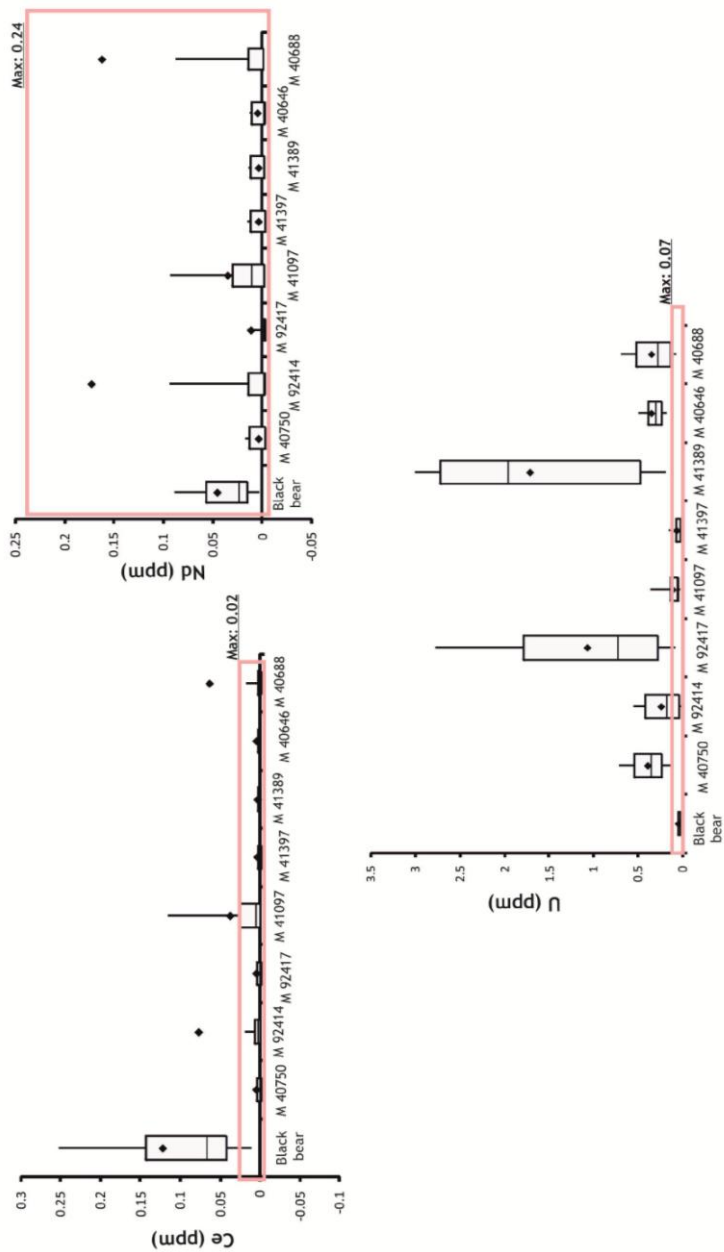 Ce (ppm)
0.3
0.25
0.2
0.15
0.1
0.05
0
-0.05
-0.1
Max: 0.02
Black bear
M 40750
M 92414
M 92417
M 41097
M 41397
M 41389
M 40646
M 40688
Nd (ppm)
0.25
0.2
0.15
0.1
0.05
0
-0.05
Max: 0.24
Black bear
M 40750
M 92414
M 92417
M 41097
M 41397
M 41389
M 40646
M 40688
U (ppm)
3.5
3
2.5
2
1.5
1
0.5
0
Max: 0.07
Black bear
M 40750
M 92414
M 92417
M 41097
M 41397
M 41389
M 40646
M 40688